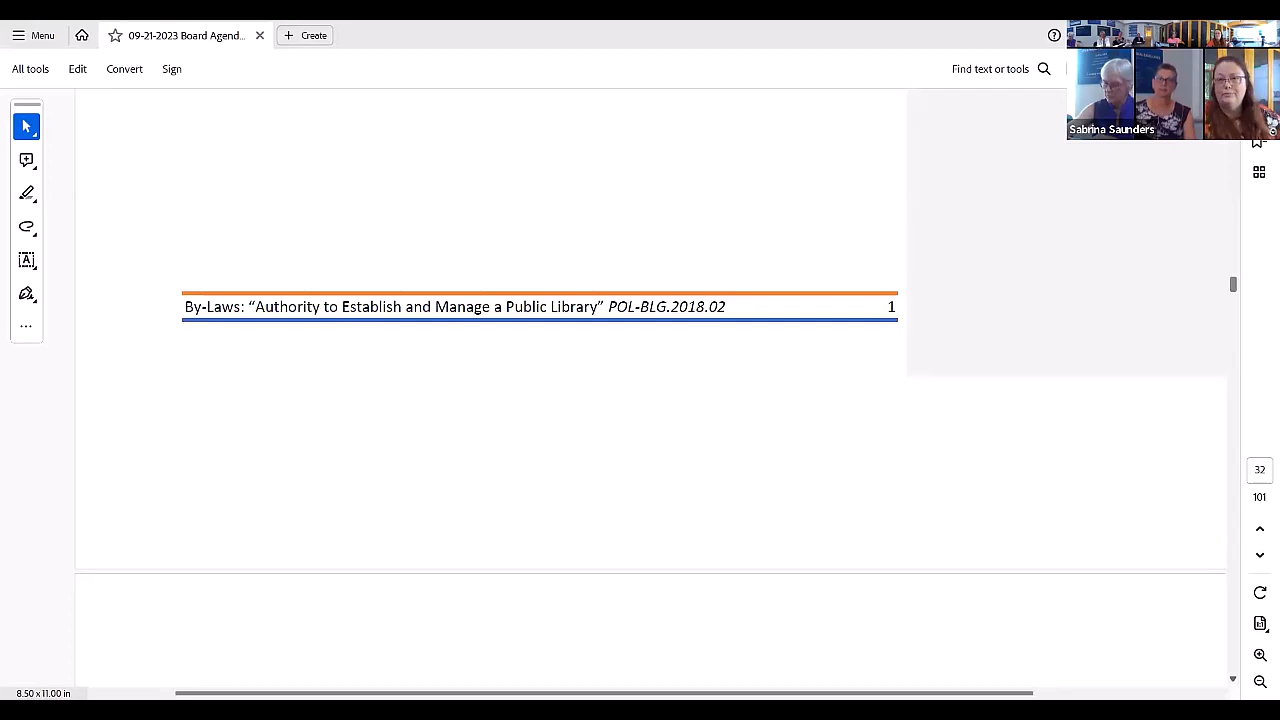 Menu
09-21-2023 Board Agend...
Create
All tools
Edit
Convert
Sign
Find text or tools
Sabrina Saunders
By-Laws: “Authority to Establish and Manage a Public Library” POL-BLG.2018.02 1
32
101
8.50 x 11.00 in